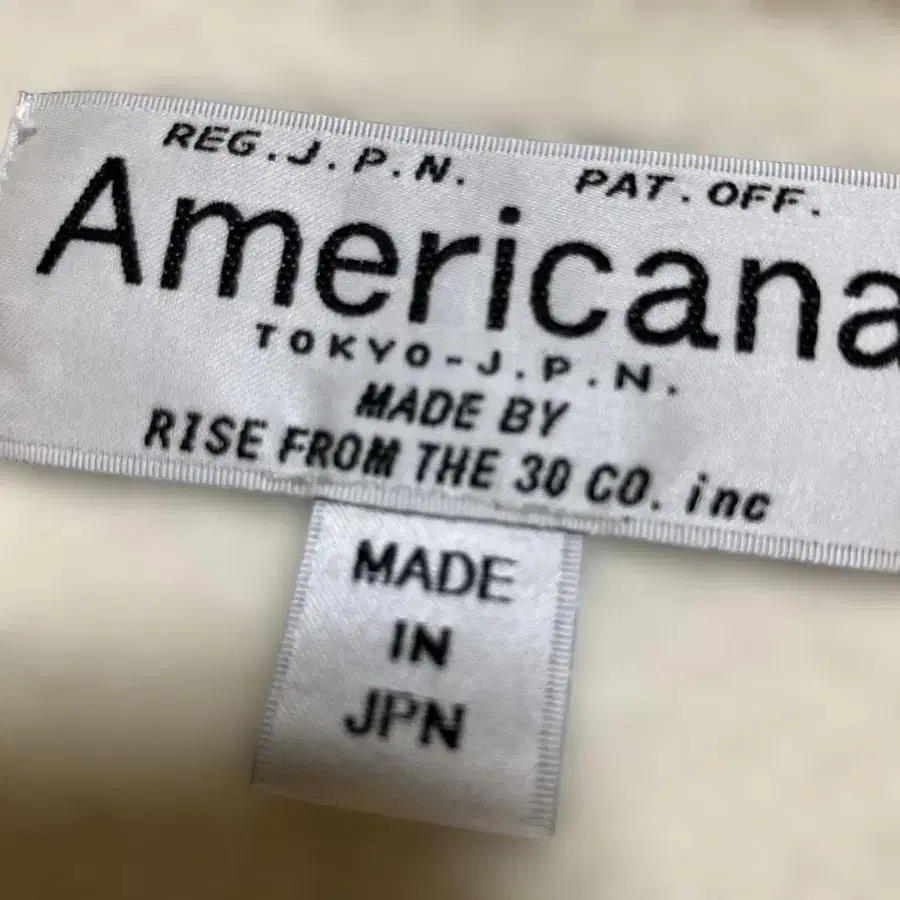 REG.J.P.N. PAT.OFF.
Americana
TOKYO-J.P.N.
MADE BY
RISE FROM THE 30 CO. inc
MADE
IN
JPN